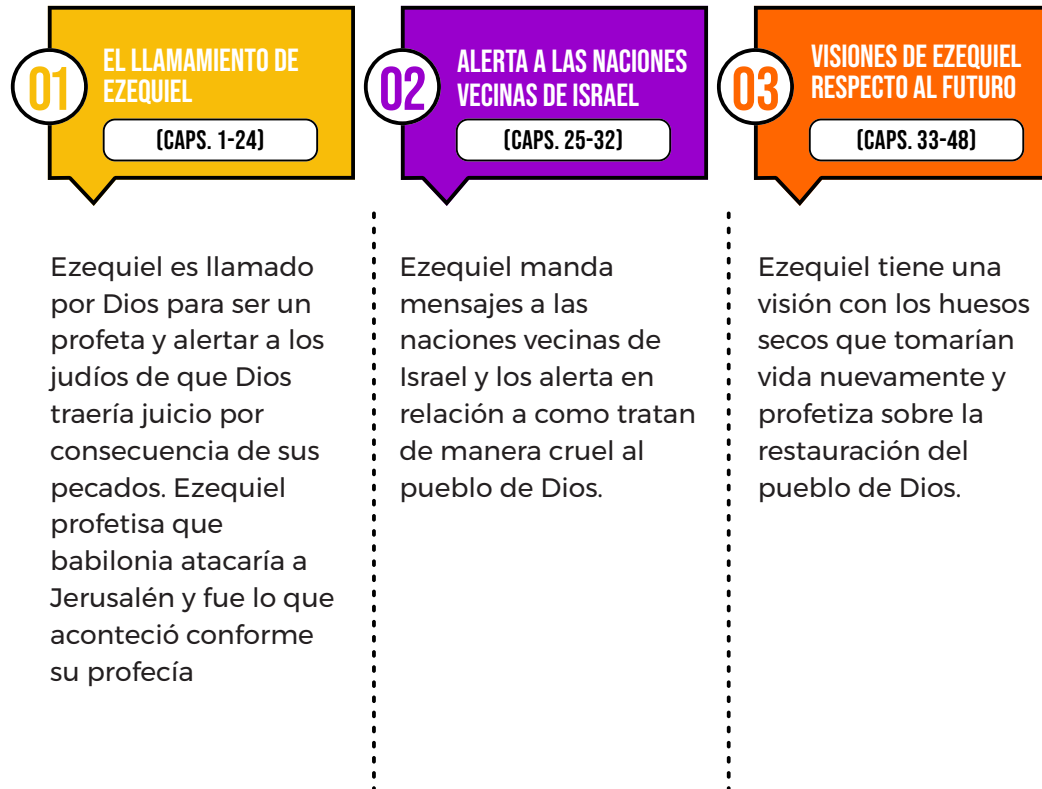 01
EL LLAMAMIENTO DE
EZEQUIEL
(CAPS. 1-24)
Ezequiel es llamado
por Dios para ser un
profeta y alertar a los
judíos de que Dios
traería juicio por
consecuencia de sus
pecados. Ezequiel
profetisa que
babilonia atacaría a
Jerusalén y fue lo que
aconteció conforme
su profecía
02
ALERTA A LAS NACIONES
VECINAS DE ISRAEL
(CAPS. 25-32)
Ezequiel manda
mensajes a las
naciones vecinas de
Israel y los alerta en
relación a como tratan
de manera cruel al
pueblo de Dios.
03
VISIONES DE EZEQUIEL
RESPECTO AL FUTURO
(CAPS. 33-48)
Ezequiel tiene una
visión con los huesos
secos que tomarían
vida nuevamente y
profetiza sobre la
restauración del
pueblo de Dios.